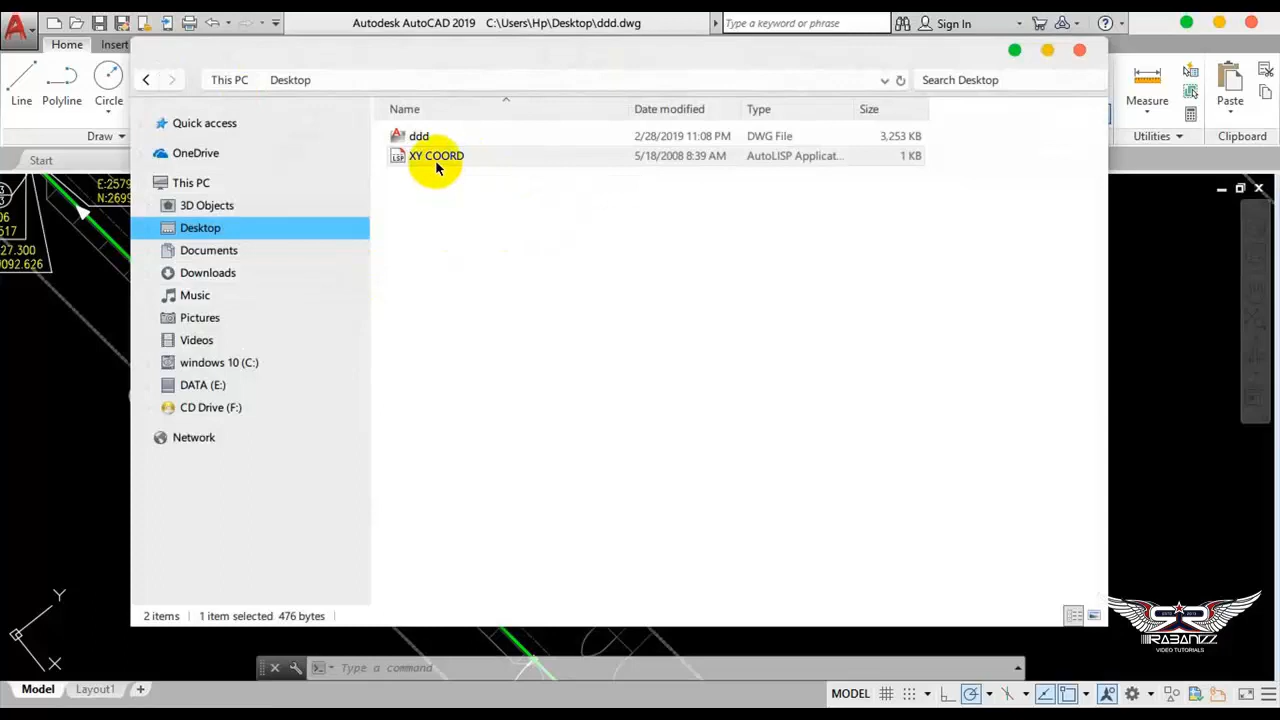 Autodesk AutoCAD 2019 C:\Users\Hp\Desktop\ddd.dwg
Type a keyword or phrase
Sign In
Home
Insert
Line
Polyline
Circle
Draw
Measure
Utilities
Paste
Clipboard
Start
This PC
Desktop
Search Desktop
Name
Date modified
Type
Size
ddd
2/28/2019 11:08 PM
DWG File
3,253 KB
XY COORD
5/18/2008 8:39 AM
AutoLISP Applicat...
1 KB
Quick access
OneDrive
This PC
3D Objects
Desktop
Documents
Downloads
Music
Pictures
Videos
windows 10 (C:)
DATA (E:)
CD Drive (F:)
Network
2 items
1 item selected 476 bytes
E:2579
N:2699
06
517
27.300
092.626
Y
X
Type a command
Model
Layout1
MODEL
VIDEO TUTORIALS